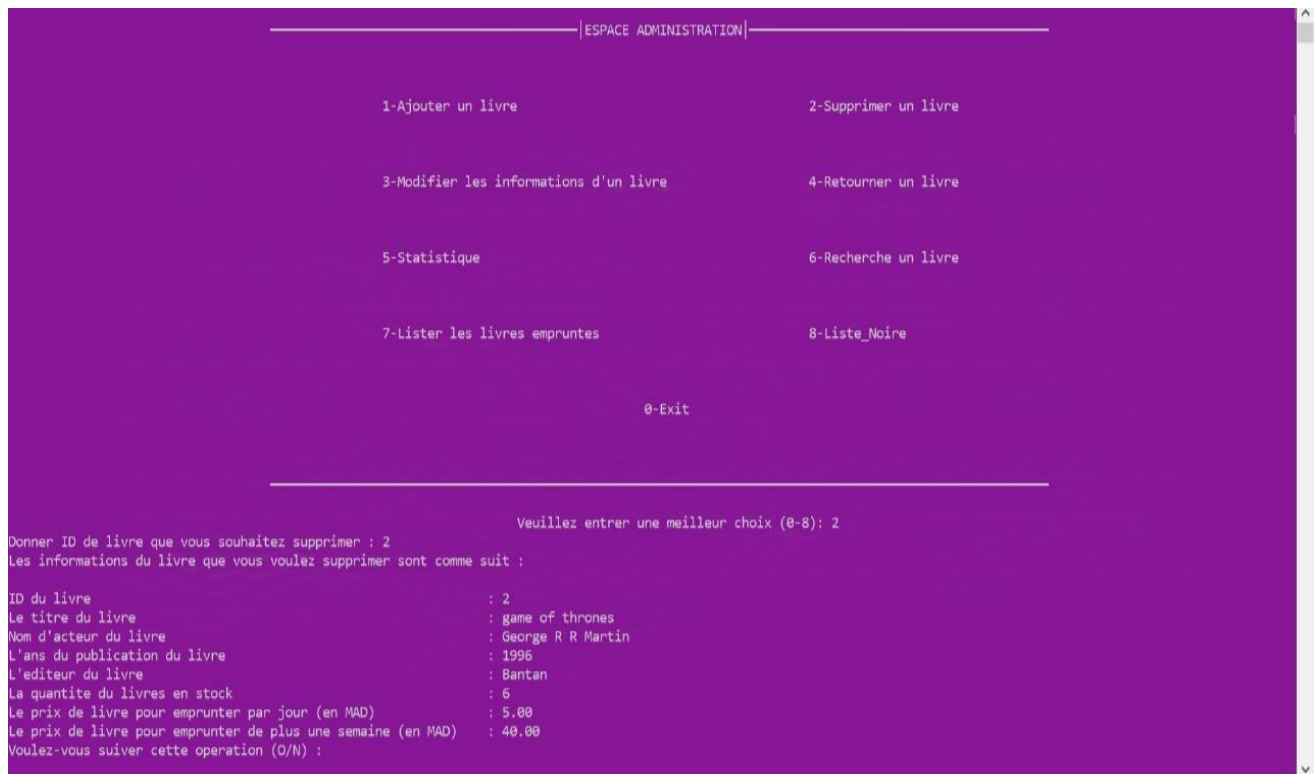 |ESPACE ADMINISTRATION|
1-Ajouter un livre 2-Supprimer un livre
3-Modifier les informations d'un livre 4-Retourner un livre
5-Statistique 6-Recherche un livre
7-Lister les livres empruntes 8-Liste_Noire
0-Exit
Veuillez entrer une meilleur choix (0-8): 2
Donner ID de livre que vous souhaitez supprimer : 2
Les informations du livre que vous voulez supprimer sont comme suit :
ID du livre : 2
Le titre du livre : game of thrones
Nom d'acteur du livre : George R R Martin
L'ans du publication du livre : 1996
L'editeur du livre : Bantan
La quantite du livres en stock : 6
Le prix de livre pour emprunter par jour (en MAD) : 5.00
Le prix de livre pour emprunter de plus une semaine (en MAD) : 40.00
Voulez-vous suiver cette operation (O/N) :